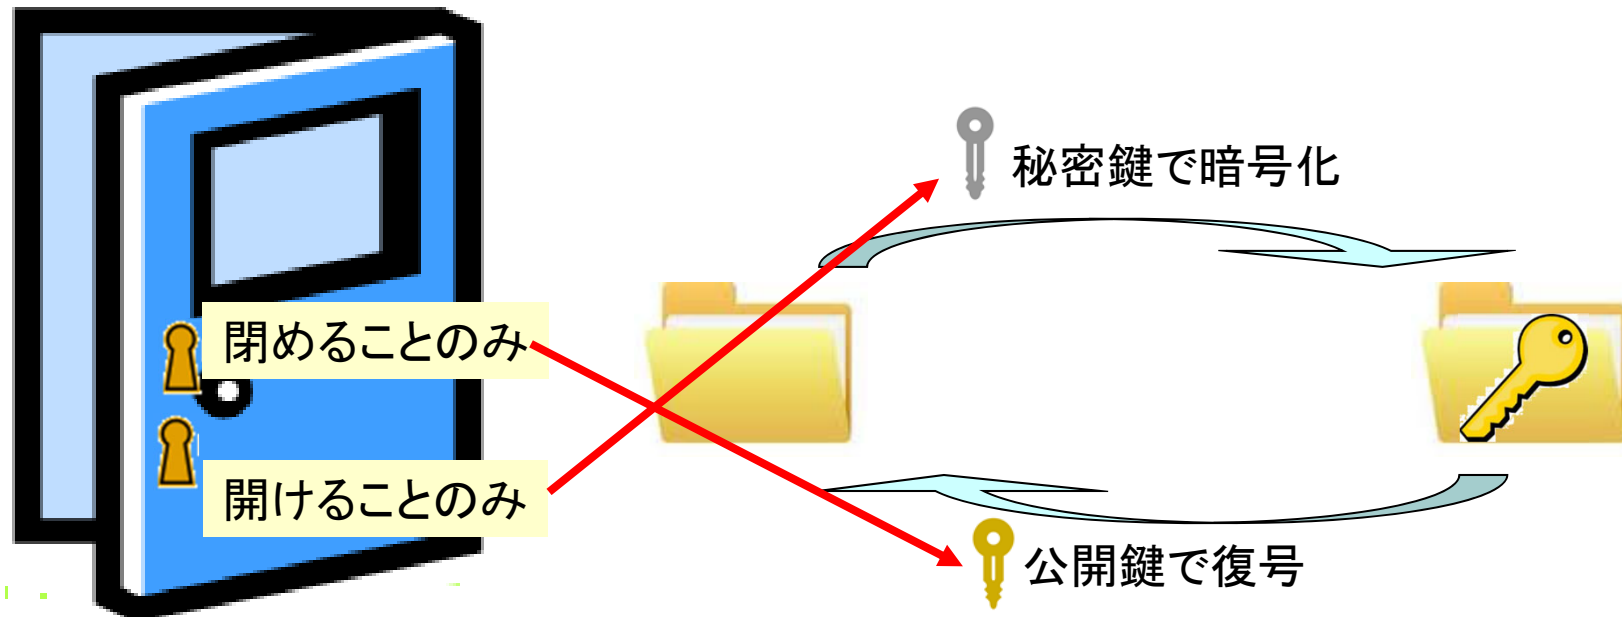 閉めることのみ
開けることのみ
秘密鍵で暗号化
公開鍵で復号